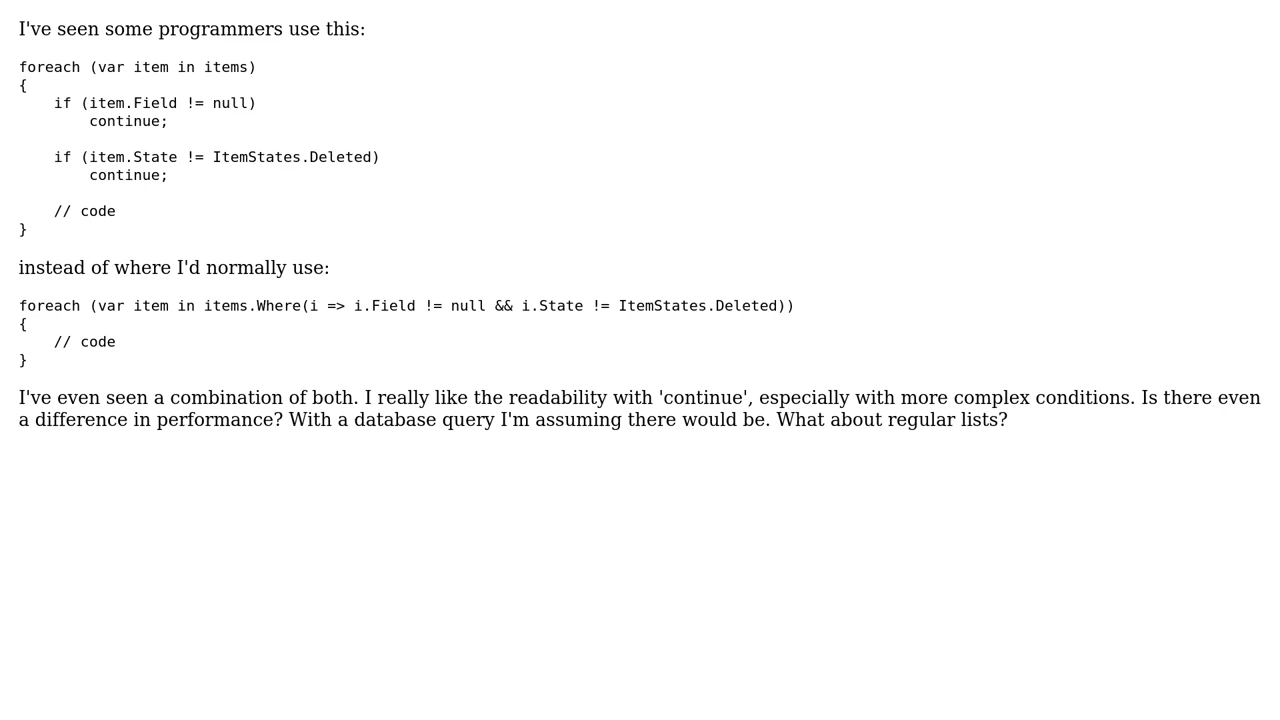 I've seen some programmers use this:
foreach (var item in items)
{
    if (item.Field != null)
        continue;
    if (item.State != ItemStates.Deleted)
        continue;
    // code
}
instead of where I'd normally use:
foreach (var item in items.Where(i => i.Field != null && i.State != ItemStates.Deleted))
{
    // code
}
I've even seen a combination of both. I really like the readability with 'continue', especially with more complex conditions. Is there even
a difference in performance? With a database query I'm assuming there would be. What about regular lists?